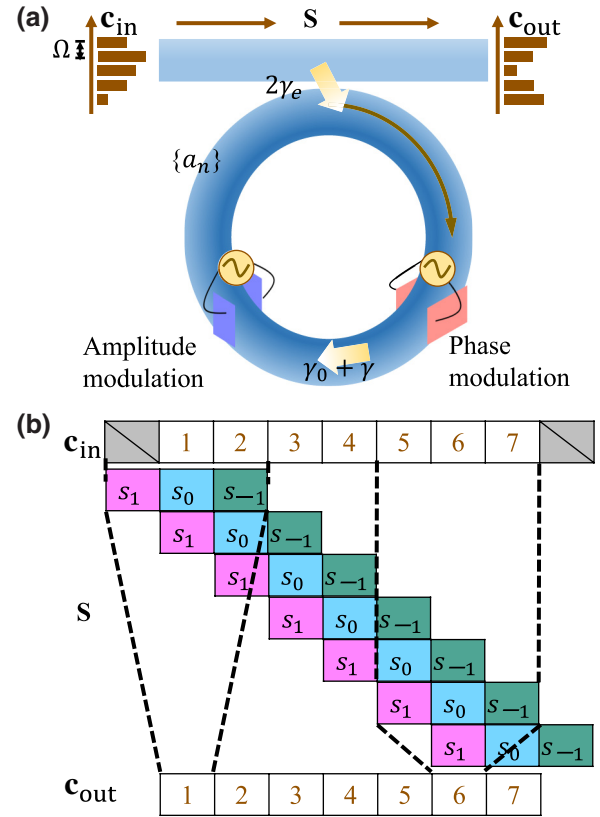 (a) c_in S c_out
Ω
2γ_e
{a_n}
Amplitude modulation
γ_0 + γ
Phase modulation
(b)
c_in 1 2 3 4 5 6 7
s_1 s_0 s_−1
s_1 s_0 s_−1
s_1 s_0 s_−1
S s_1 s_0 s_−1
s_1 s_0 s_−1
s_1 s_0 s_−1
s_1 s_0 s_−1
c_out 1 2 3 4 5 6 7